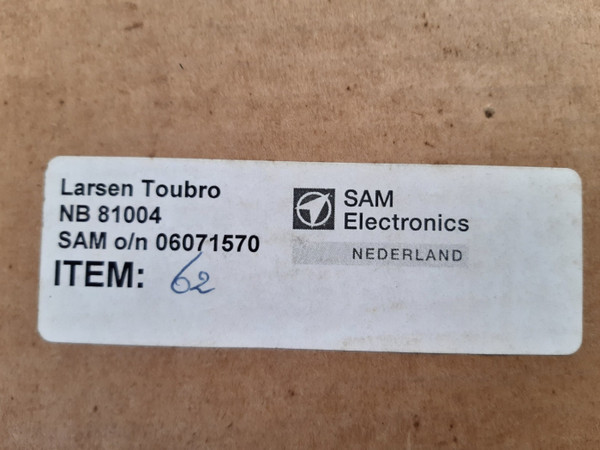 Larsen Toubro
NB 81004
SAM o/n 06071570
ITEM: 62
SAM
Electronics
NEDERLAND